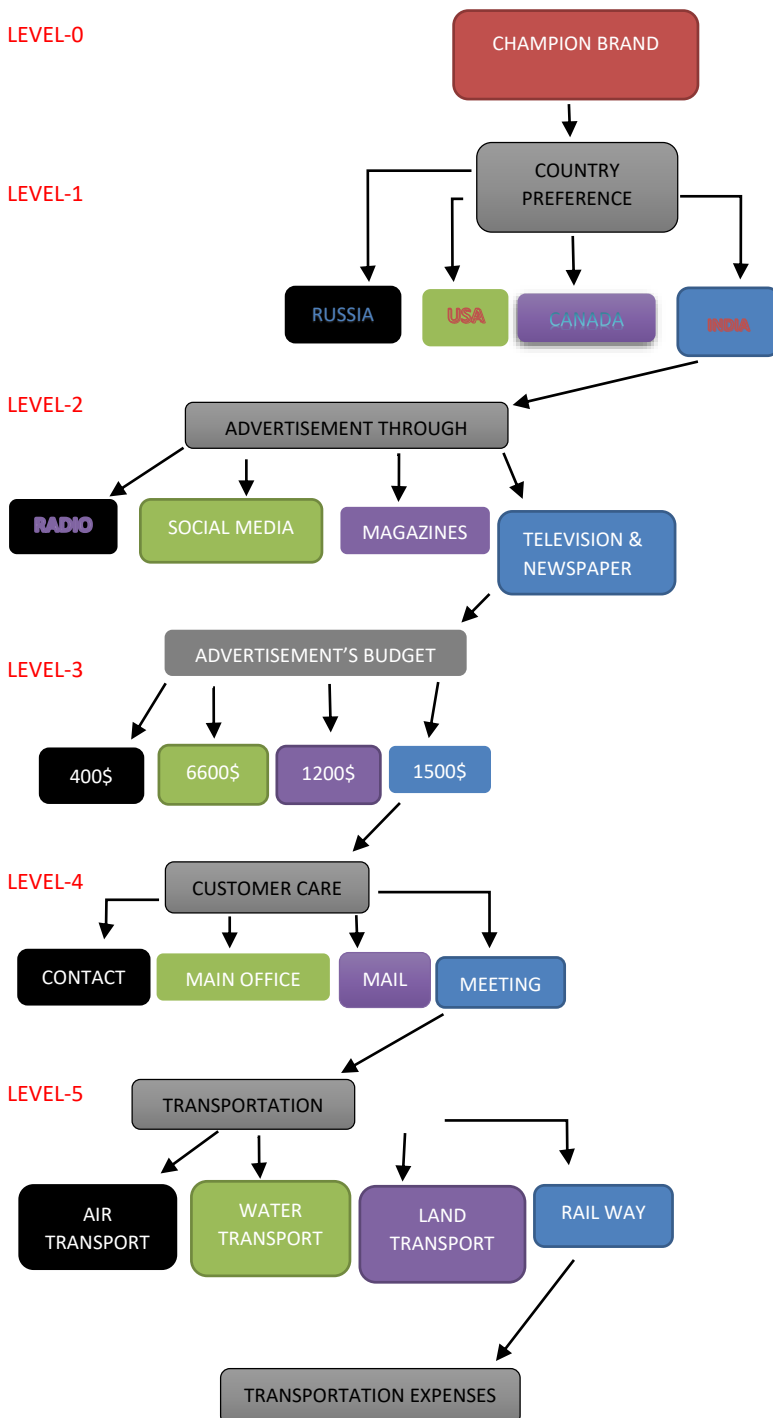 LEVEL-0
CHAMPION BRAND
LEVEL-1
COUNTRY
PREFERENCE
RUSSIA
USA
CANADA
INDIA
LEVEL-2
ADVERTISEMENT THROUGH
RADIO
SOCIAL MEDIA
MAGAZINES
TELEVISION &
NEWSPAPER
LEVEL-3
ADVERTISEMENT’S BUDGET
400$
6600$
1200$
1500$
LEVEL-4
CUSTOMER CARE
CONTACT
MAIN OFFICE
MAIL
MEETING
LEVEL-5
TRANSPORTATION
AIR
TRANSPORT
WATER
TRANSPORT
LAND
TRANSPORT
RAIL WAY
TRANSPORTATION EXPENSES